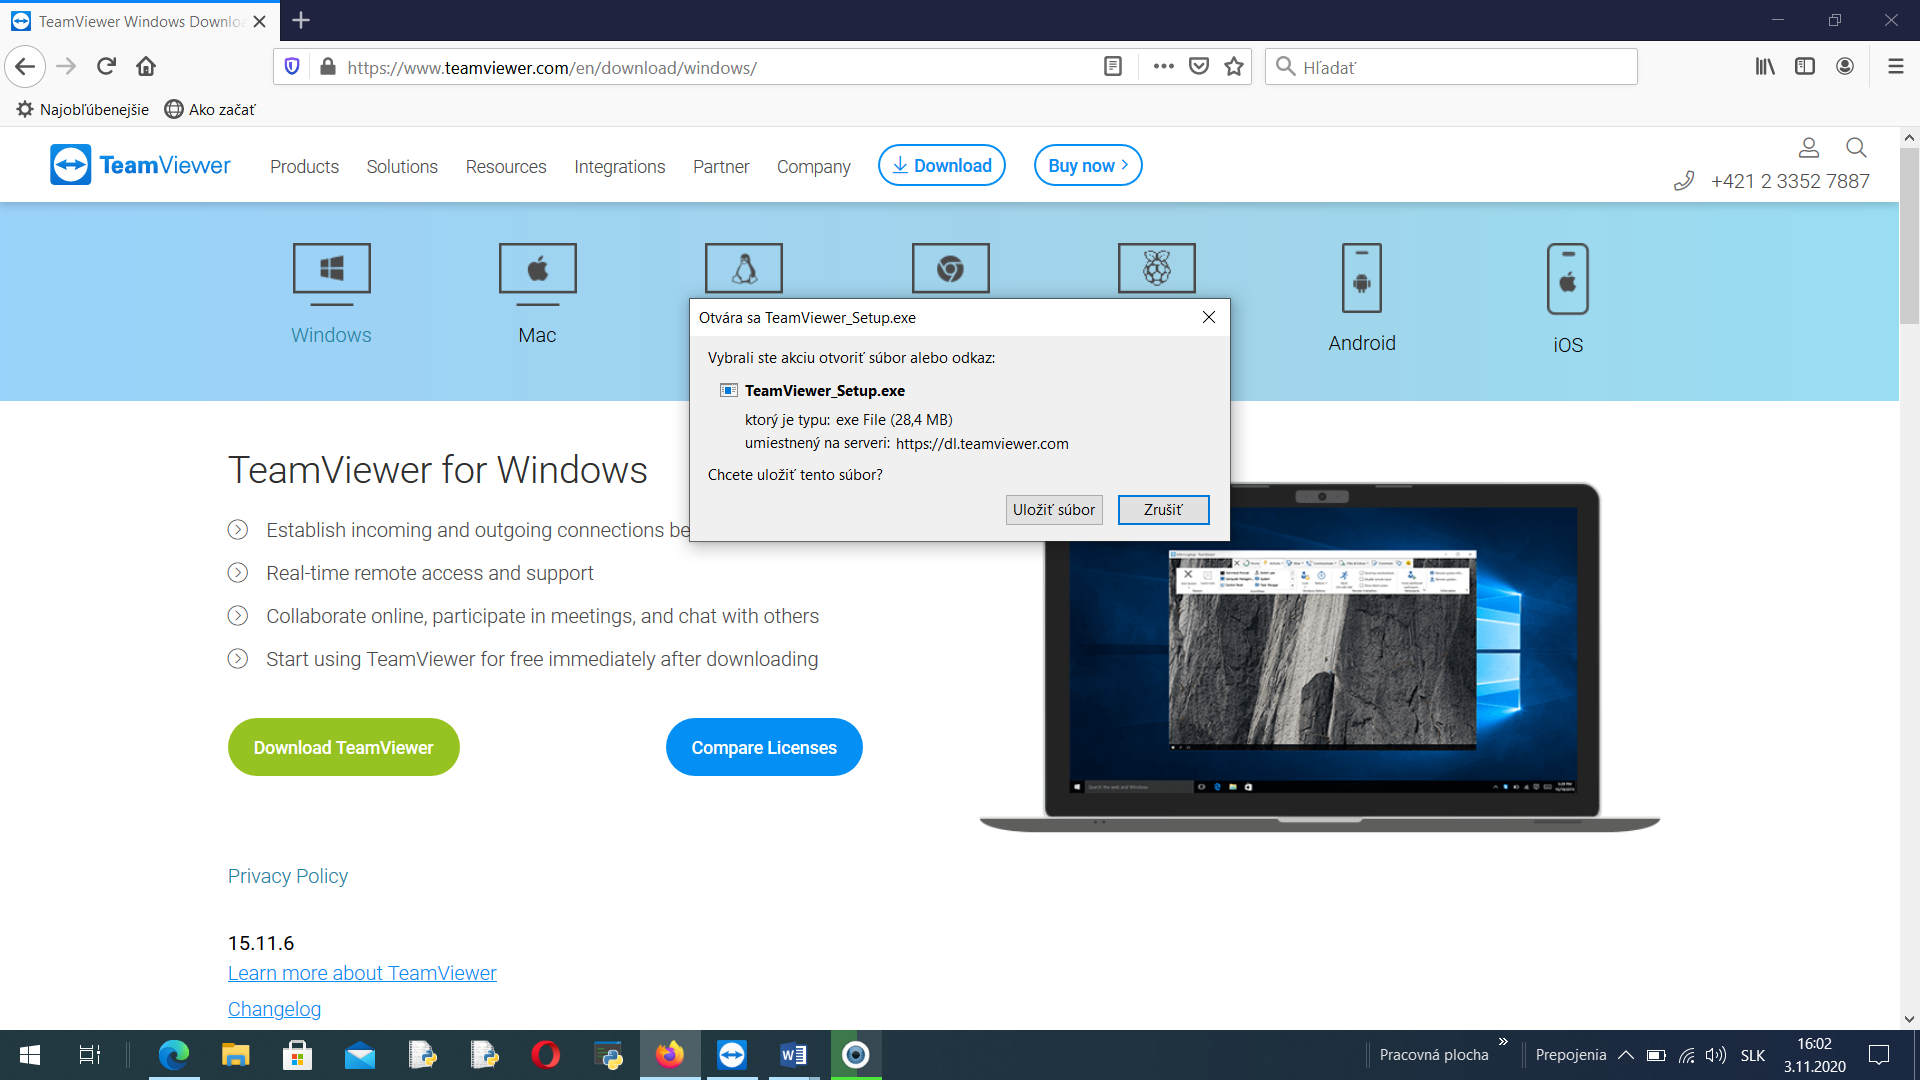 TeamViewer Windows Downlo
https://www.teamviewer.com/en/download/windows/
Hľadať
Najobľúbenejšie
Ako začať
TeamViewer
Products
Solutions
Resources
Integrations
Partner
Company
Download
Buy now
+421 2 3352 7887
Windows
Mac
Android
iOS
Otvára sa TeamViewer_Setup.exe
Vybrali ste akciu otvoriť súbor alebo odkaz:
TeamViewer_Setup.exe
ktorý je typu: exe File (28,4 MB)
umiestnený na serveri: https://dl.teamviewer.com
Chcete uložiť tento súbor?
Uložiť súbor
Zrušiť
TeamViewer for Windows
Establish incoming and outgoing connections be
Real-time remote access and support
Collaborate online, participate in meetings, and chat with others
Start using TeamViewer for free immediately after downloading
Download TeamViewer
Compare Licenses
Search the web and Windows
Privacy Policy
15.11.6
Learn more about TeamViewer
Changelog
Pracovná plocha
Prepojenia
SLK
16:02
3.11.2020